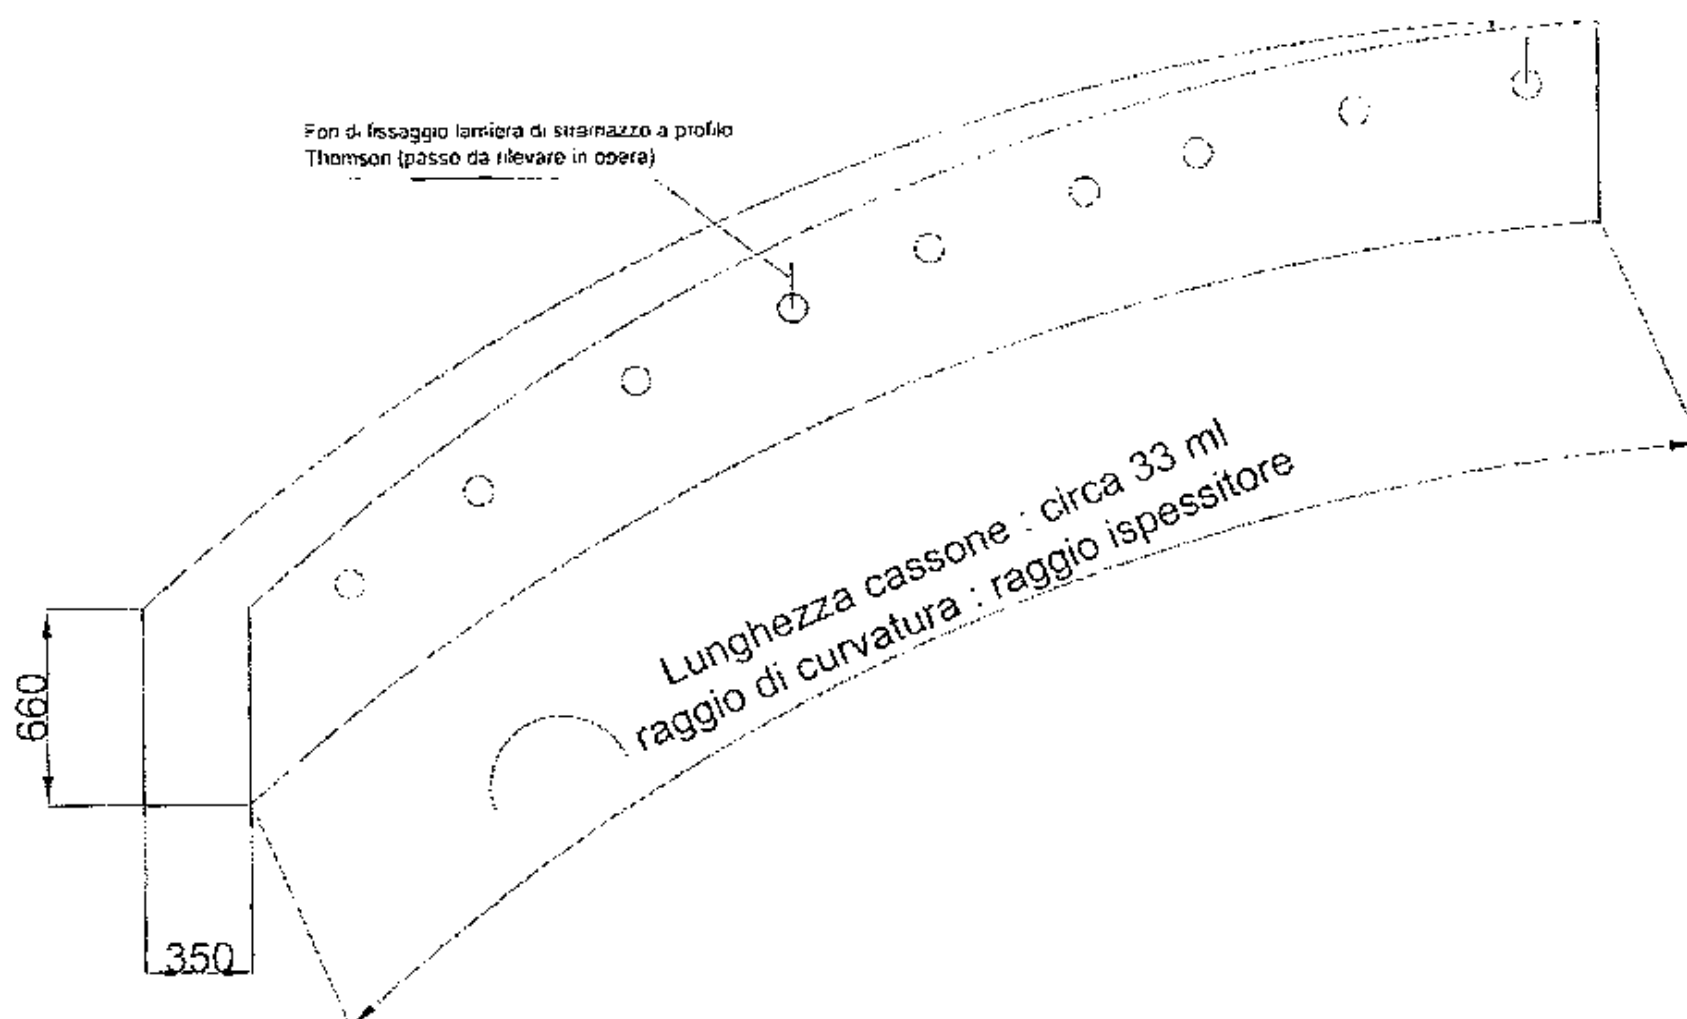 Fori di fissaggio lamiera di stramazzo a profilo
Thomson (passo da rilevare in opera)
Lunghezza cassone : circa 33 ml
raggio di curvatura : raggio ispessitore
660
350